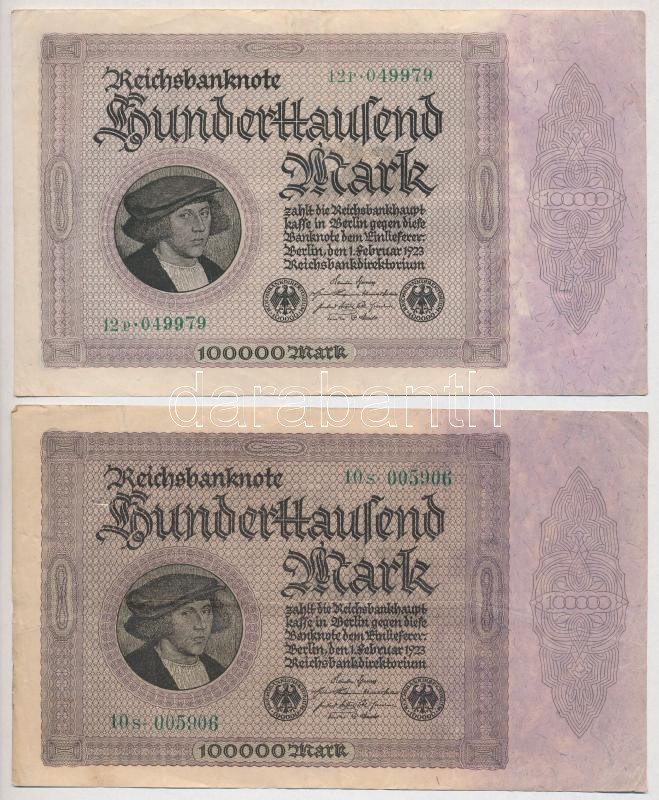 Reichsbanknote
12P·049979
Hunderttausend
Mark
zahlt die Reichsbankhaupt-
kasse in Berlin gegen diese
Banknote dem Einlieferer.
Berlin, den 1. Februar 1923
Reichsbankdirektorium
12P·049979
100000 Mark
100000
darabanth
Reichsbanknote
10S·005906
Hunderttausend
Mark
zahlt die Reichsbankhaupt-
kasse in Berlin gegen diese
Banknote dem Einlieferer.
Berlin, den 1. Februar 1923
Reichsbankdirektorium
10S·005906
100000 Mark
100000